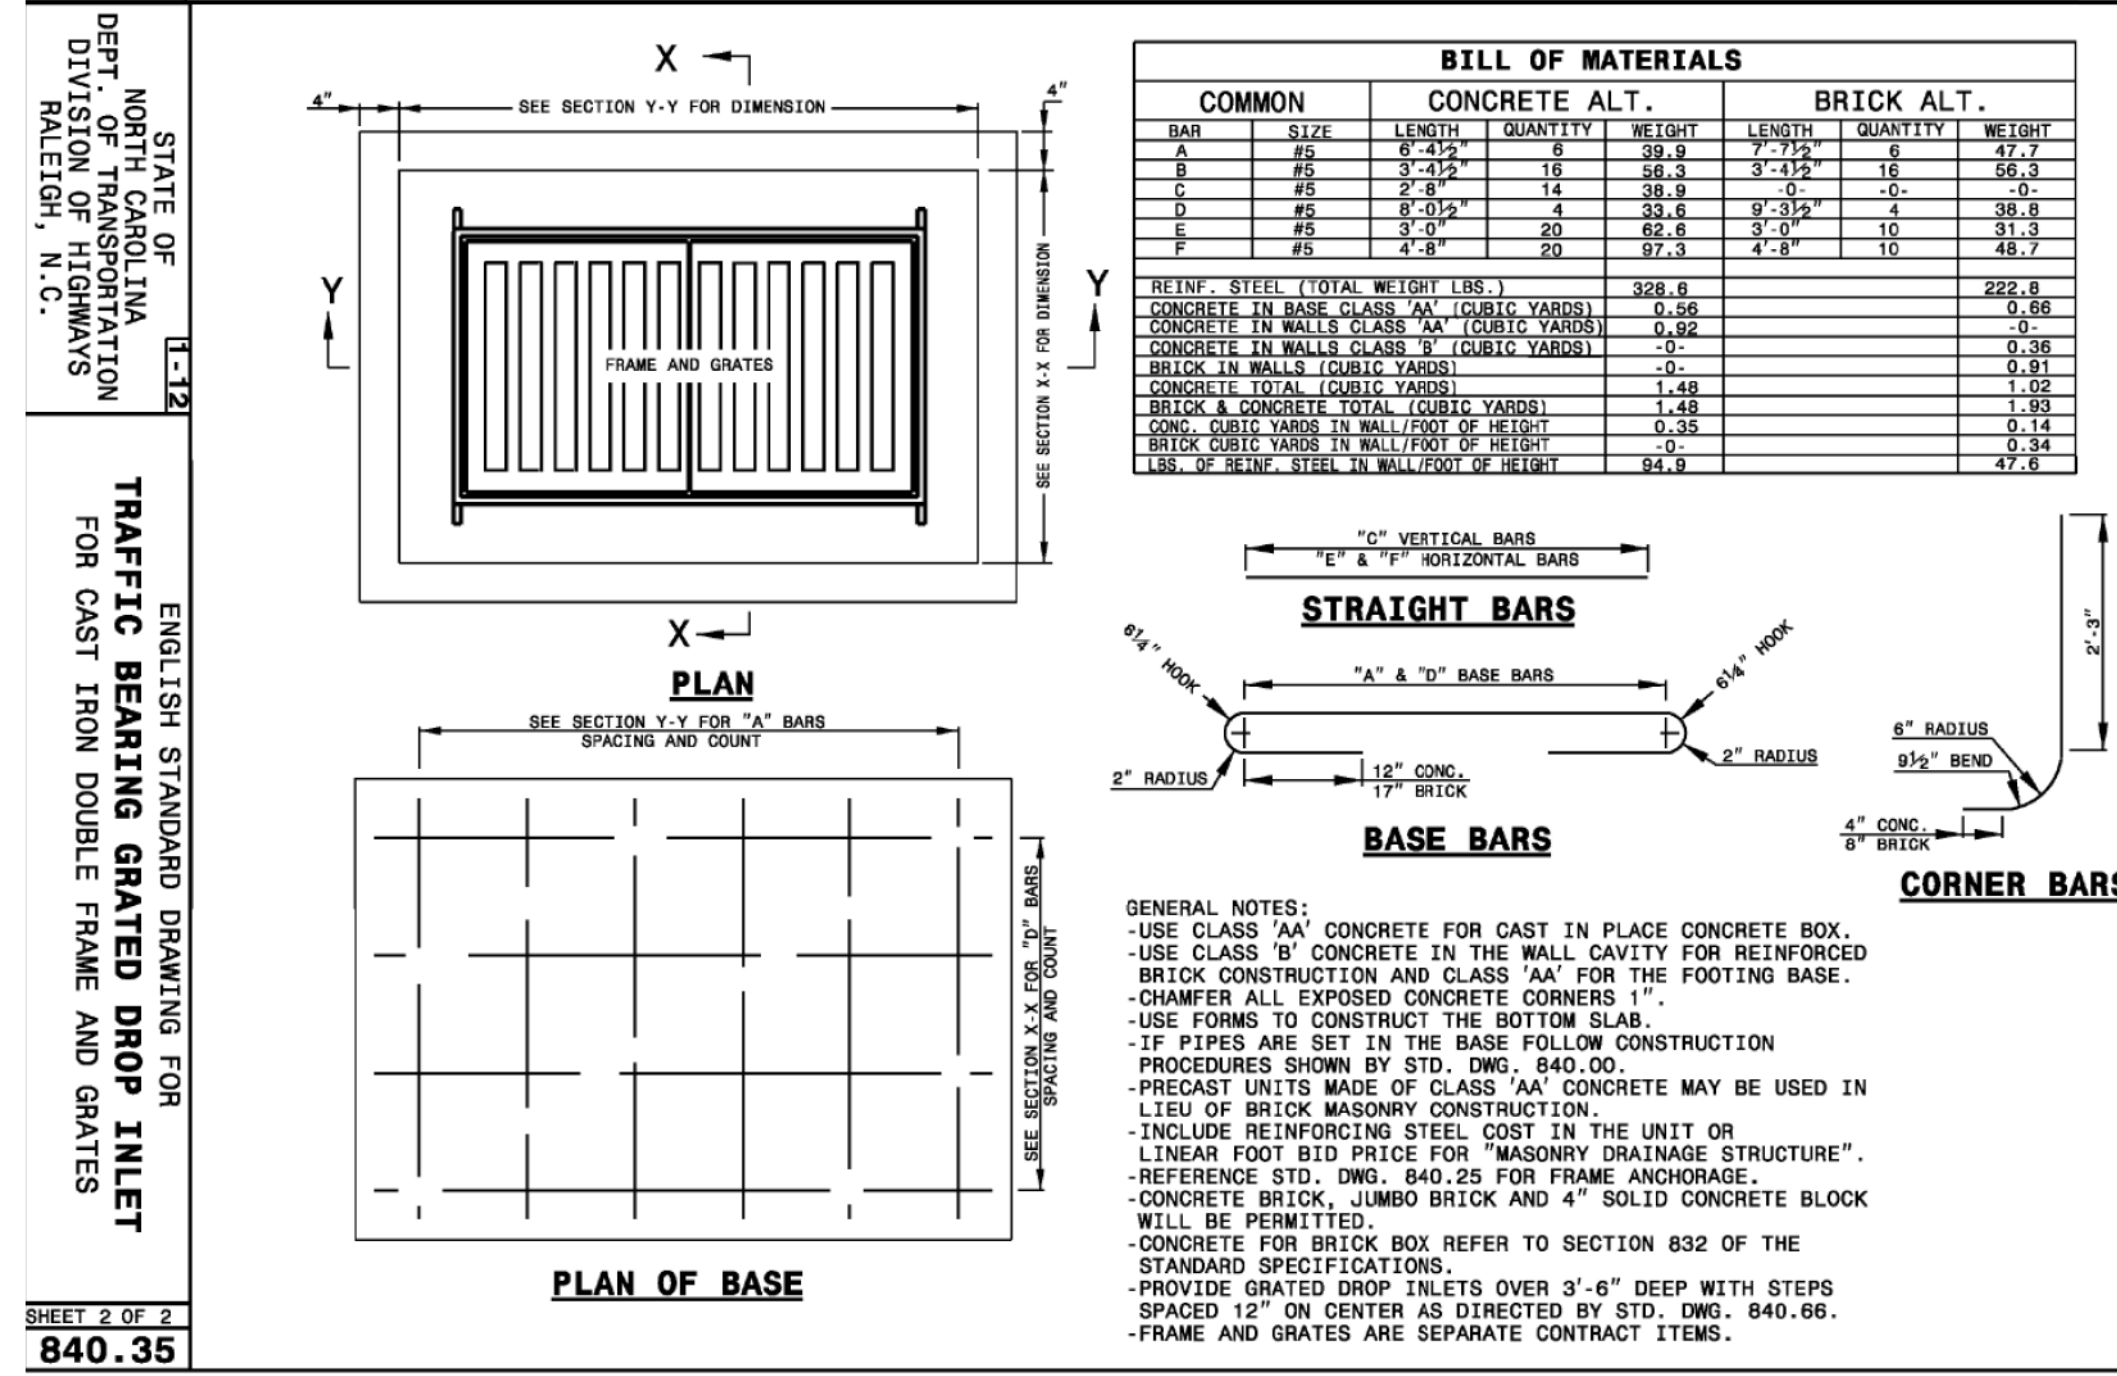 STATE OF
NORTH CAROLINA
DEPT. OF TRANSPORTATION
DIVISION OF HIGHWAYS
RALEIGH, N.C.
1-12
ENGLISH STANDARD DRAWING FOR
TRAFFIC BEARING GRATED DROP INLET
FOR CAST IRON DOUBLE FRAME AND GRATES
SHEET 2 OF 2
840.35
X
4"
SEE SECTION Y-Y FOR DIMENSION
4"
Y
Y
SEE SECTION X-X FOR DIMENSION
FRAME AND GRATES
X
PLAN
SEE SECTION Y-Y FOR "A" BARS
SPACING AND COUNT
SEE SECTION X-X FOR "D" BARS
SPACING AND COUNT
PLAN OF BASE
BILL OF MATERIALS
COMMON CONCRETE ALT. BRICK ALT.
BAR SIZE LENGTH QUANTITY WEIGHT LENGTH QUANTITY WEIGHT
A #5 6'-4½" 6 39.9 7'-7½" 6 47.7
B #5 3'-4½" 16 56.3 3'-4½" 16 56.3
C #5 2'-8" 14 38.9 -0- -0- -0-
D #5 8'-0½" 4 33.6 9'-3½" 4 38.8
E #5 3'-0" 20 62.6 3'-0" 10 31.3
F #5 4'-8" 20 97.3 4'-8" 10 48.7
REINF. STEEL (TOTAL WEIGHT LBS.) 328.6 222.8
CONCRETE IN BASE CLASS 'AA' (CUBIC YARDS) 0.56 0.66
CONCRETE IN WALLS CLASS 'AA' (CUBIC YARDS) 0.92 -0-
CONCRETE IN WALLS CLASS 'B' (CUBIC YARDS) -0- 0.36
BRICK IN WALLS (CUBIC YARDS) -0- 0.91
CONCRETE TOTAL (CUBIC YARDS) 1.48 1.02
BRICK & CONCRETE TOTAL (CUBIC YARDS) 1.48 1.93
CONC. CUBIC YARDS IN WALL/FOOT OF HEIGHT 0.35 0.14
BRICK CUBIC YARDS IN WALL/FOOT OF HEIGHT -0- 0.34
LBS. OF REINF. STEEL IN WALL/FOOT OF HEIGHT 94.9 47.6
"C" VERTICAL BARS
"E" & "F" HORIZONTAL BARS
STRAIGHT BARS
6¼" HOOK
"A" & "D" BASE BARS
6¼" HOOK
2" RADIUS
12" CONC.
17" BRICK
2" RADIUS
BASE BARS
2'-3"
6" RADIUS
9½" BEND
4" CONC.
8" BRICK
CORNER BARS
GENERAL NOTES:
-USE CLASS 'AA' CONCRETE FOR CAST IN PLACE CONCRETE BOX.
-USE CLASS 'B' CONCRETE IN THE WALL CAVITY FOR REINFORCED
BRICK CONSTRUCTION AND CLASS 'AA' FOR THE FOOTING BASE.
-CHAMFER ALL EXPOSED CONCRETE CORNERS 1".
-USE FORMS TO CONSTRUCT THE BOTTOM SLAB.
-IF PIPES ARE SET IN THE BASE FOLLOW CONSTRUCTION
PROCEDURES SHOWN BY STD. DWG. 840.00.
-PRECAST UNITS MADE OF CLASS 'AA' CONCRETE MAY BE USED IN
LIEU OF BRICK MASONRY CONSTRUCTION.
-INCLUDE REINFORCING STEEL COST IN THE UNIT OR
LINEAR FOOT BID PRICE FOR "MASONRY DRAINAGE STRUCTURE".
-REFERENCE STD. DWG. 840.25 FOR FRAME ANCHORAGE.
-CONCRETE BRICK, JUMBO BRICK AND 4" SOLID CONCRETE BLOCK
WILL BE PERMITTED.
-CONCRETE FOR BRICK BOX REFER TO SECTION 832 OF THE
STANDARD SPECIFICATIONS.
-PROVIDE GRATED DROP INLETS OVER 3'-6" DEEP WITH STEPS
SPACED 12" ON CENTER AS DIRECTED BY STD. DWG. 840.66.
-FRAME AND GRATES ARE SEPARATE CONTRACT ITEMS.